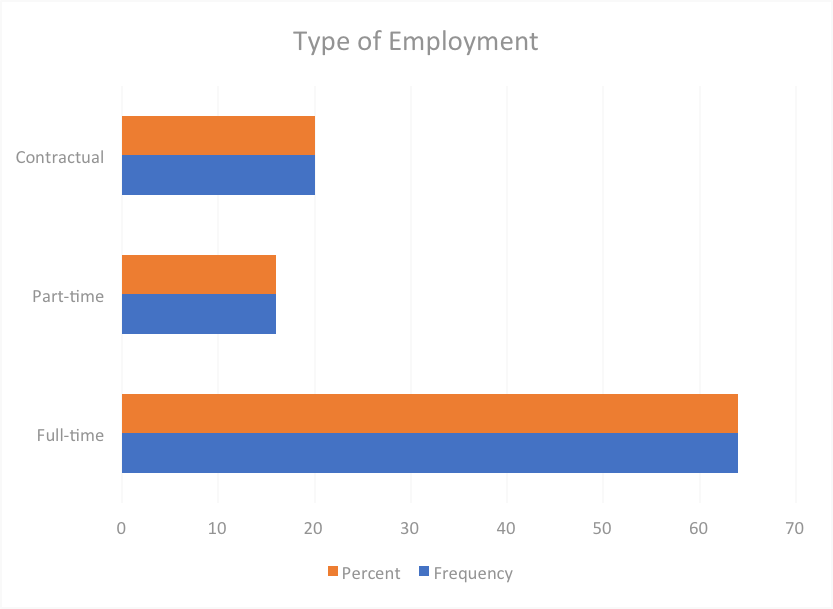 Type of Employment
Contractual
Part-time
Full-time
0 10 20 30 40 50 60 70
Percent Frequency